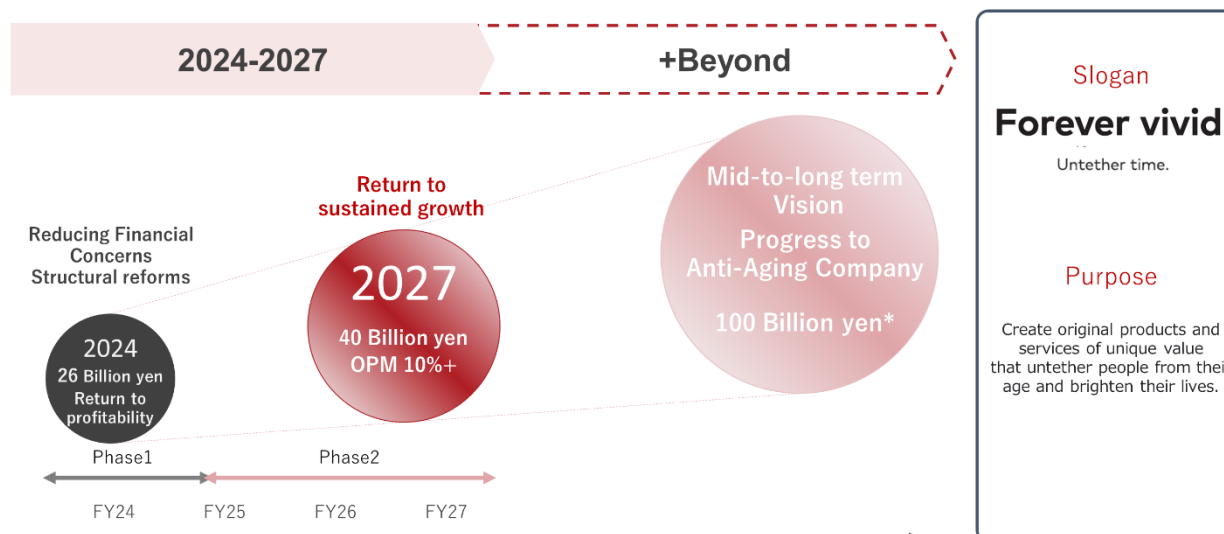 2024-2027
+Beyond
Reducing Financial
Concerns
Structural reforms
2024
26 Billion yen
Return to
profitability
Return to
sustained growth
2027
40 Billion yen
OPM 10%+
Mid-to-long term
Vision
Progress to
Anti-Aging Company
100 Billion yen*
Phase1
Phase2
FY24
FY25
FY26
FY27
Slogan
Forever vivid
Untether time.
Purpose
Create original products and
services of unique value
that untether people from thei
age and brighten their lives.